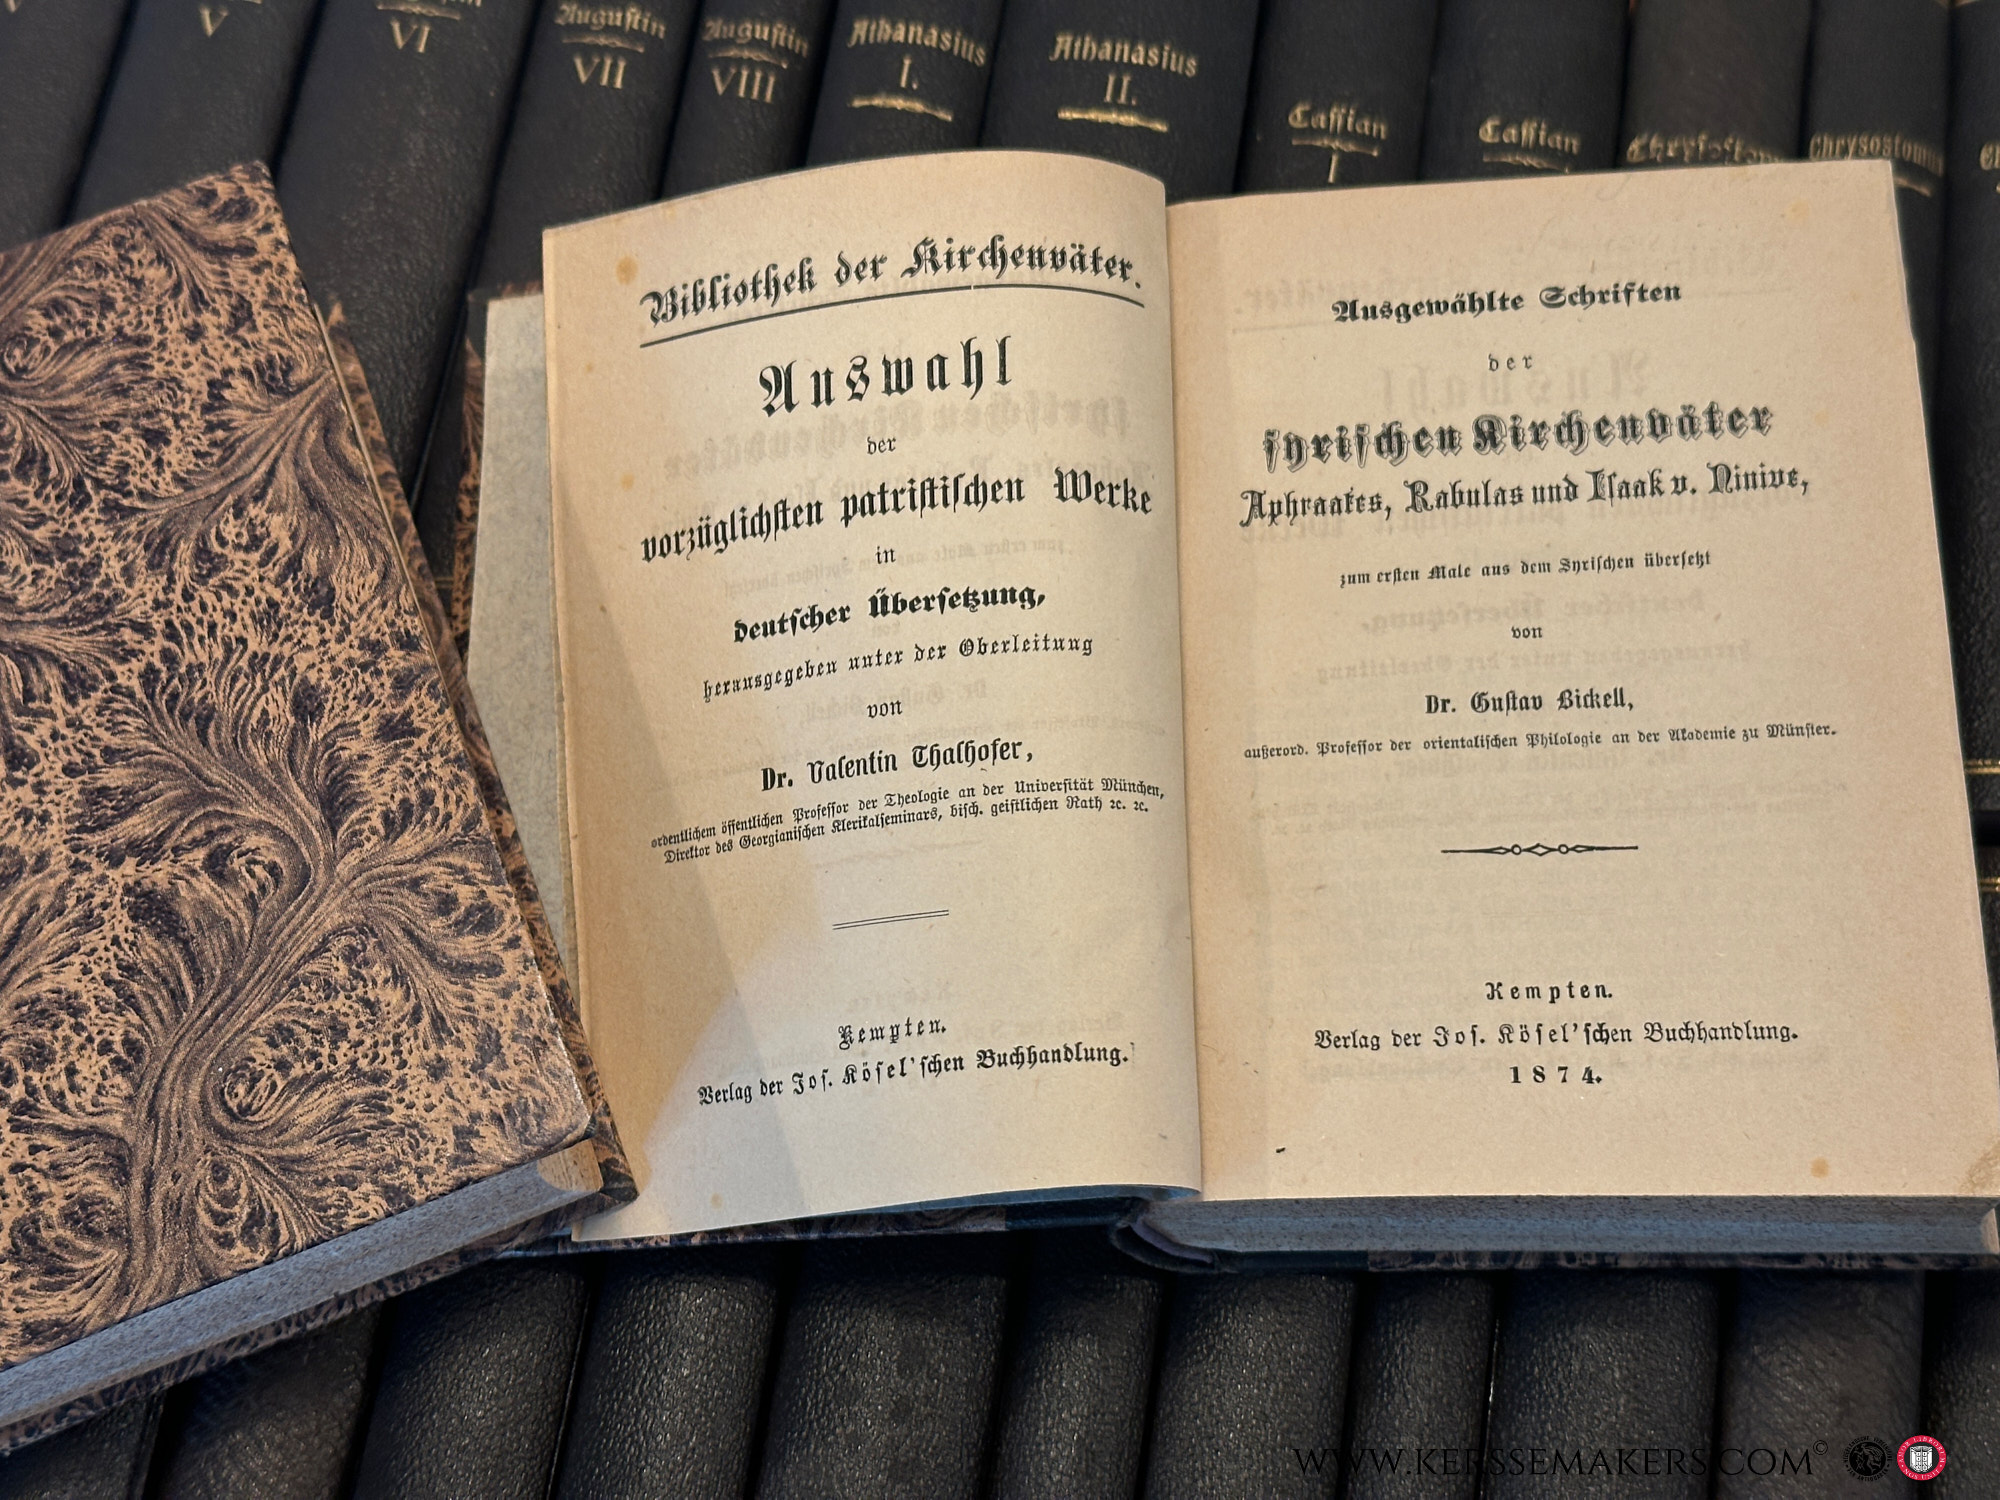 V
VI
Augustin
VII
Augustin
VIII
Athanasius
I.
Athanasius
II.
Cassian
I
Cassian
Chrysostomus
Bibliothek der Kirchenväter.
Auswahl
der
vorzüglichsten patristischen Werke
in
deutscher Übersetzung,
herausgegeben unter der Oberleitung
von
Dr. Valentin Thalhofer,
ordentlichem öffentlichen Professor der Theologie an der Universität München,
Direktor des Georgianischen Klerikalseminars, bisch. geistlichen Rath ꝛc. ꝛc.
Kempten.
Verlag der Jos. Kösel'schen Buchhandlung.
Ausgewählte Schriften
der
syrischen Kirchenväter
Aphraates, Rabulas und Isaak v. Ninive,
zum ersten Male aus dem Syrischen übersetzt
von
Dr. Gustav Bickell,
außerord. Professor der orientalischen Philologie an der Akademie zu Münster.
Kempten.
Verlag der Jos. Kösel'schen Buchhandlung.
1874.
WWW.KERSSEMAKERS.COM©